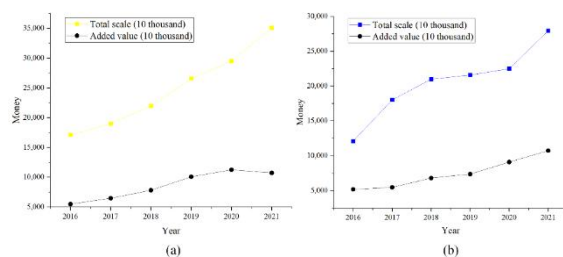 Total scale (10 thousand)
Added value (10 thousand)
35,000
30,000
25,000
20,000
15,000
10,000
5,000
Money
2016 2017 2018 2019 2020 2021
Year
(a)
30,000
Total scale (10 thousand)
Added value (10 thousand)
25,000
20,000
15,000
10,000
5,000
Money
2016 2017 2018 2019 2020 2021
Year
(b)